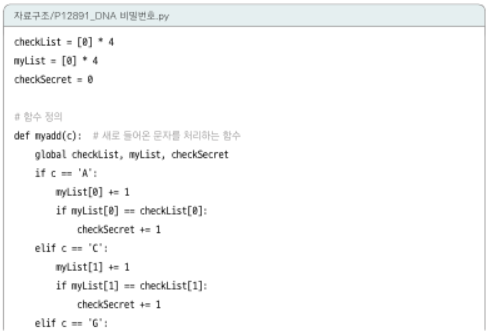 자료구조/P12891_DNA 비밀번호.py
checkList = [0] * 4
myList = [0] * 4
checkSecret = 0
# 함수 정의
def myadd(c):  # 새로 들어온 문자를 처리하는 함수
    global checkList, myList, checkSecret
    if c == 'A':
        myList[0] += 1
        if myList[0] == checkList[0]:
            checkSecret += 1
    elif c == 'C':
        myList[1] += 1
        if myList[1] == checkList[1]:
            checkSecret += 1
    elif c == 'G':